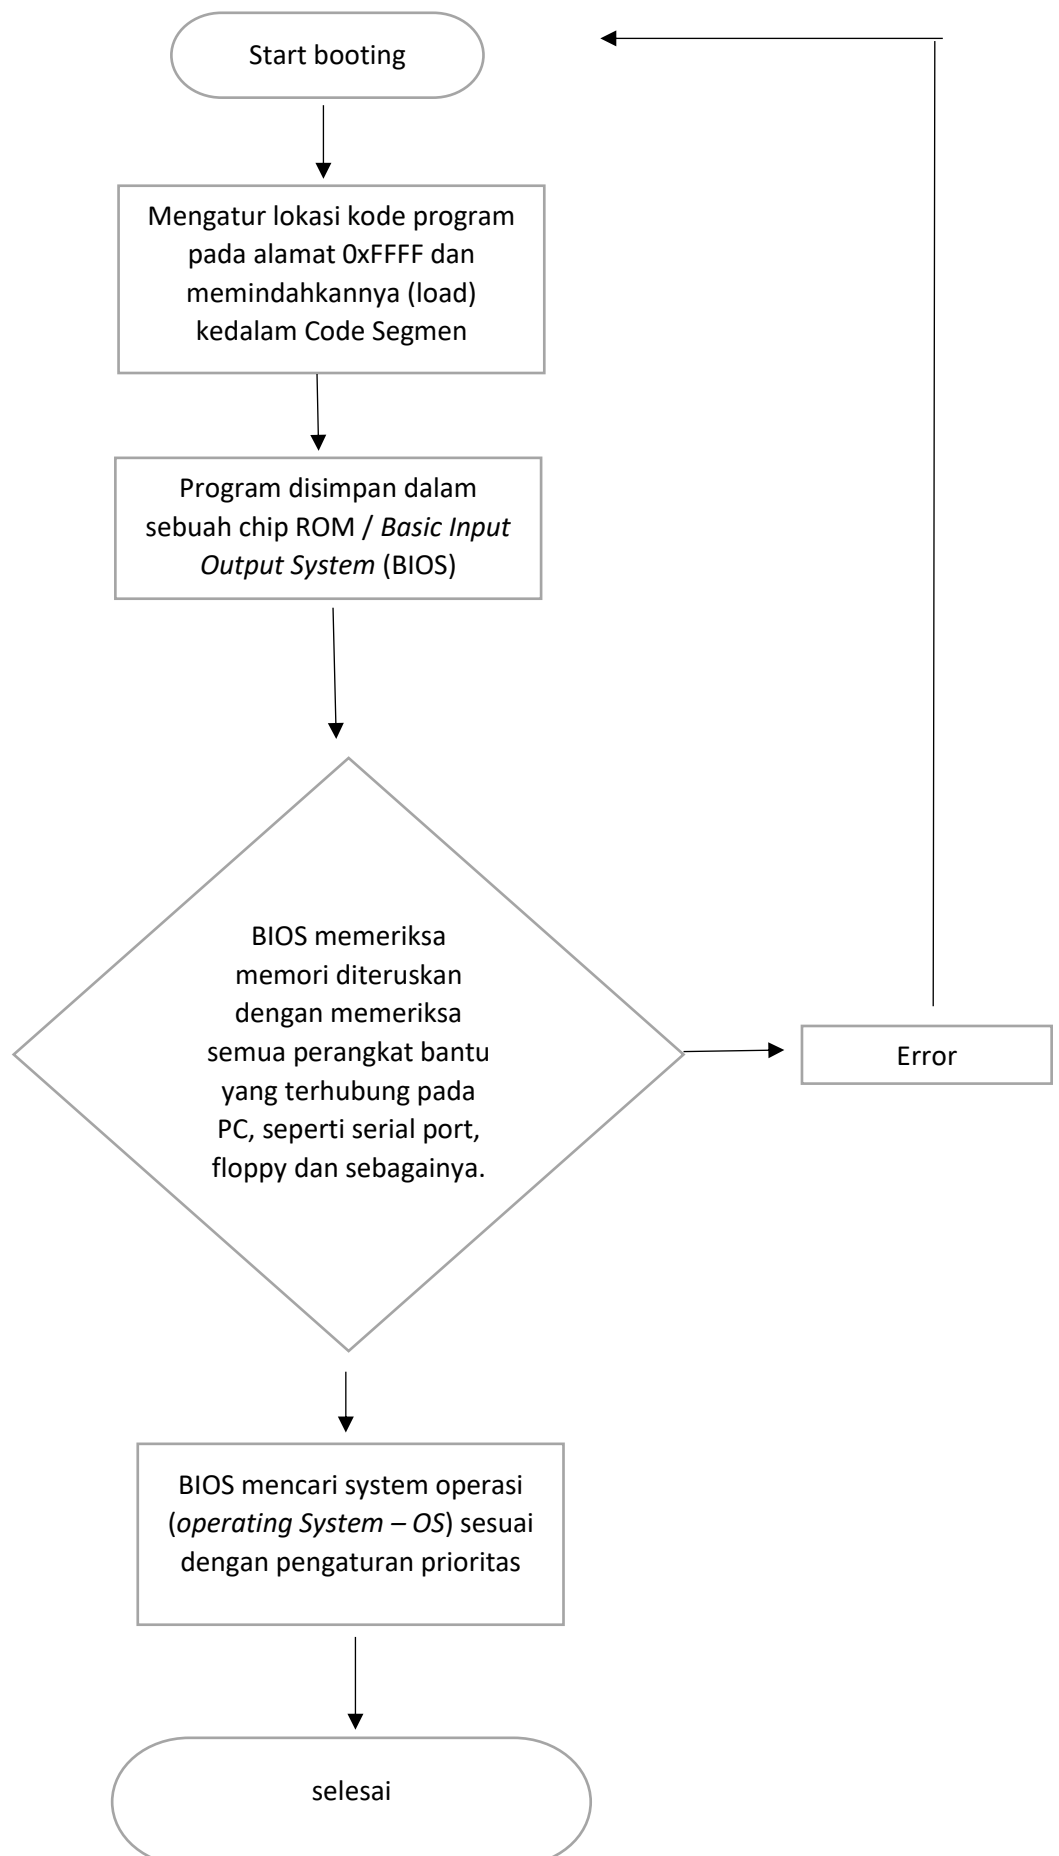 Start booting
Mengatur lokasi kode program
pada alamat 0xFFFF dan
memindahkannya (load)
kedalam Code Segmen
Program disimpan dalam
sebuah chip ROM / Basic Input
Output System (BIOS)
BIOS memeriksa
memori diteruskan
dengan memeriksa
semua perangkat bantu
yang terhubung pada
PC, seperti serial port,
floppy dan sebagainya.
Error
BIOS mencari system operasi
(operating System – OS) sesuai
dengan pengaturan prioritas
selesai